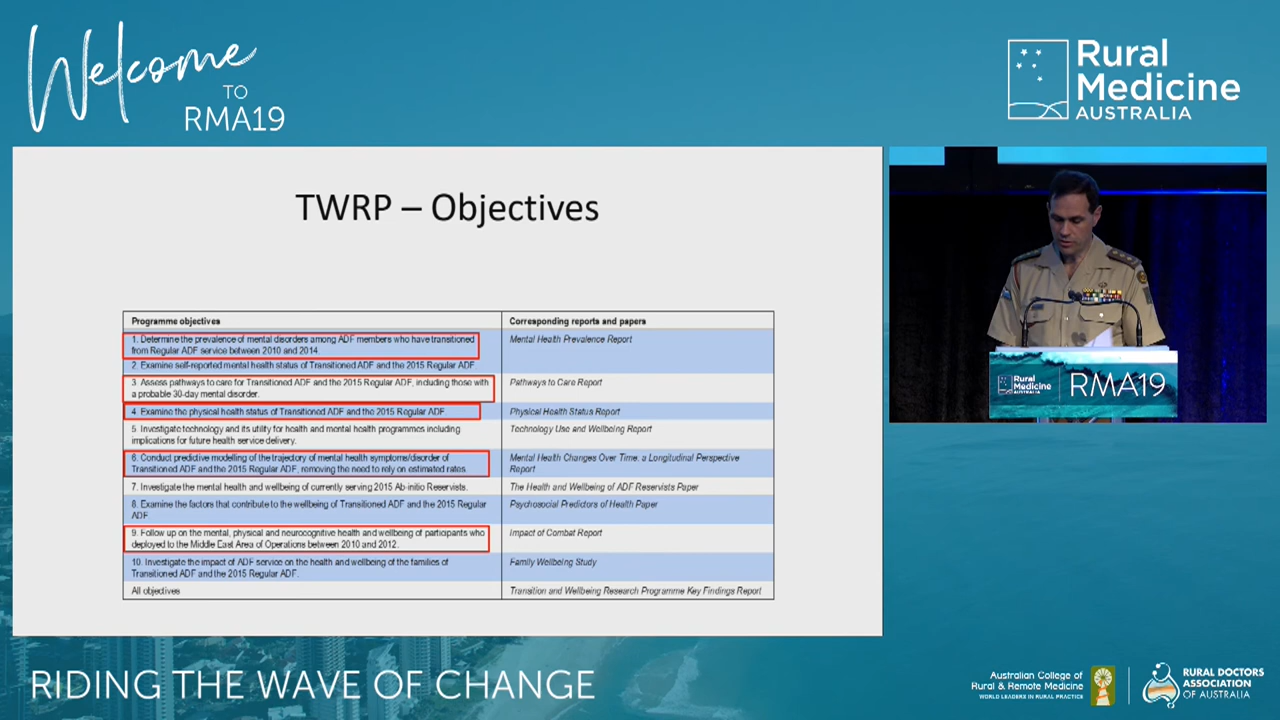 Welcome
TO
RMA19
Rural
Medicine
AUSTRALIA
TWRP – Objectives
Programme objectives
Corresponding reports and papers
1. Determine the prevalence of mental disorders among ADF members who have transitioned
from Regular ADF service between 2010 and 2014.
Mental Health Prevalence Report
2. Examine self-reported mental health status of Transitioned ADF and the 2015 Regular ADF.
3. Assess pathways to care for Transitioned ADF and the 2015 Regular ADF, including those with
a probable 30-day mental disorder.
Pathways to Care Report
4. Examine the physical health status of Transitioned ADF and the 2015 Regular ADF.
Physical Health Status Report
5. Investigate technology and its utility for health and mental health programmes including
implications for future health service delivery.
Technology Use and Wellbeing Report
6. Conduct predictive modelling of the trajectory of mental health symptoms/disorder of
Transitioned ADF and the 2015 Regular ADF, removing the need to rely on estimated rates.
Mental Health Changes Over Time: a Longitudinal Perspective
Report
7. Investigate the mental health and wellbeing of currently serving 2015 Ab-initio Reservists.
The Health and Wellbeing of ADF Reservists Paper
8. Examine the factors that contribute to the wellbeing of Transitioned ADF and the 2015 Regular
ADF.
Psychosocial Predictors of Health Paper
9. Follow up on the mental, physical and neurocognitive health and wellbeing of participants who
deployed to the Middle East Area of Operations between 2010 and 2012.
Impact of Combat Report
10. Investigate the impact of ADF service on the health and wellbeing of the families of
Transitioned ADF and the 2015 Regular ADF.
Family Wellbeing Study
All objectives
Transition and Wellbeing Research Programme Key Findings Report
Rural
Medicine
AUSTRALIA
RMA19
RIDING THE WAVE OF CHANGE
Australian College of
Rural & Remote Medicine
WORLD LEADERS IN RURAL PRACTICE
RURAL DOCTORS
ASSOCIATION
OF AUSTRALIA